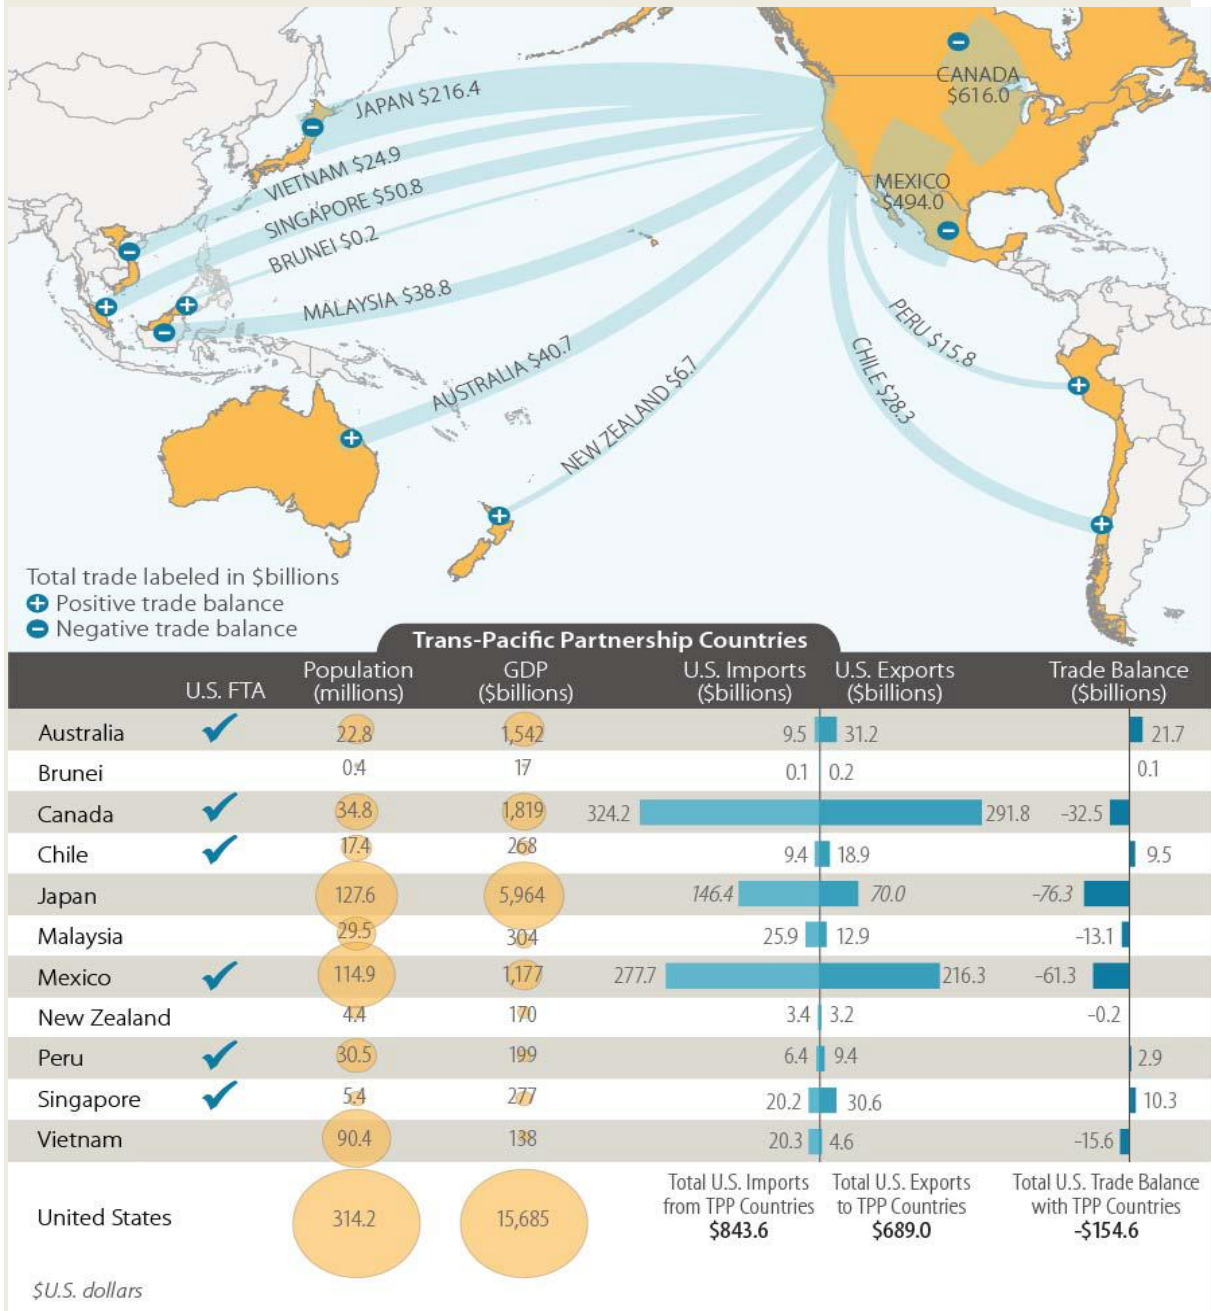 CANADA
$616.0
JAPAN $216.4
VIETNAM $24.9
SINGAPORE $50.8
BRUNEI $0.2
MEXICO
$494.0
MALAYSIA $38.8
AUSTRALIA $40.7
NEW ZEALAND $6.7
PERU $15.8
CHILE $28.3
Total trade labeled in $billions
Positive trade balance
Negative trade balance
Trans-Pacific Partnership Countries
U.S. FTA Population (millions) GDP ($billions) U.S. Imports ($billions) U.S. Exports ($billions) Trade Balance ($billions)
Australia 22.8 1,542 9.5 31.2 21.7
Brunei 0.4 17 0.1 0.2 0.1
Canada 34.8 1,819 324.2 291.8 -32.5
Chile 17.4 268 9.4 18.9 9.5
Japan 127.6 5,964 146.4 70.0 -76.3
Malaysia 29.5 304 25.9 12.9 -13.1
Mexico 114.9 1,177 277.7 216.3 -61.3
New Zealand 4.4 170 3.4 3.2 -0.2
Peru 30.5 199 6.4 9.4 2.9
Singapore 5.4 277 20.2 30.6 10.3
Vietnam 90.4 138 20.3 4.6 -15.6
United States 314.2 15,685
Total U.S. Imports
from TPP Countries
$843.6
Total U.S. Exports
to TPP Countries
$689.0
Total U.S. Trade Balance
with TPP Countries
-$154.6
$U.S. dollars